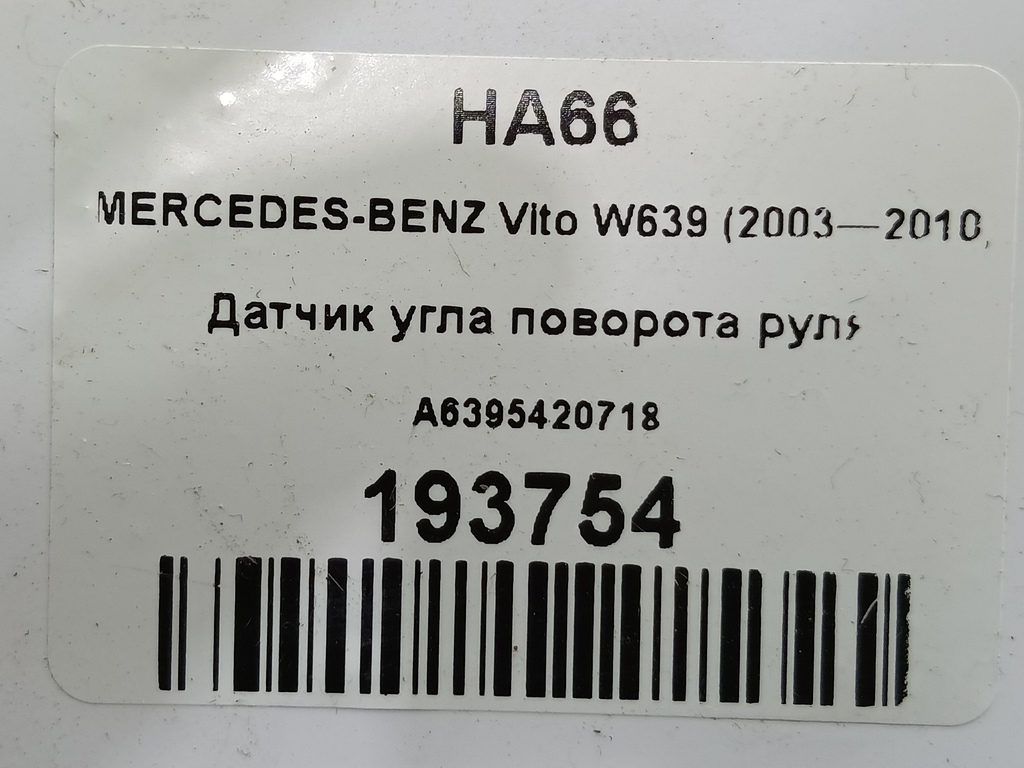 HA66
MERCEDES-BENZ Vito W639 (2003—2010
Датчик угла поворота руля
A6395420718
193754